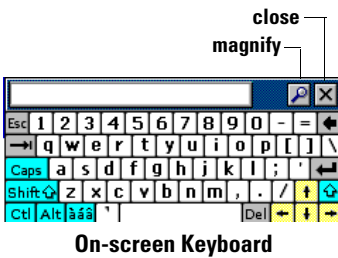 close
magnify
Esc 1 2 3 4 5 6 7 8 9 0 - =
q w e r t y u i o p [ ] \
Caps a s d f g h j k l ; '
Shift z x c v b n m , . /
Ctl Alt àáâ ' Del
On-screen Keyboard